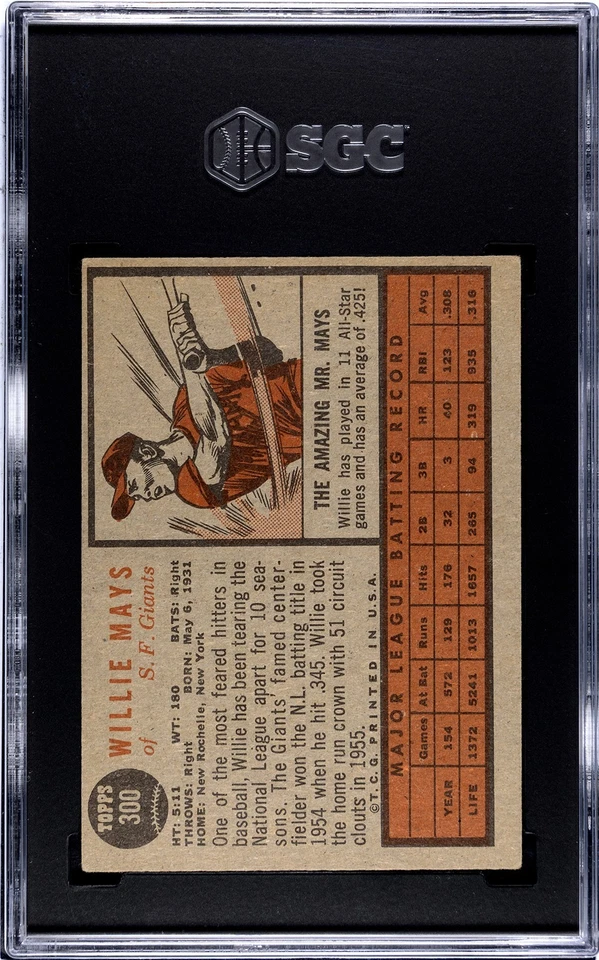 SGC
TOPPS
300
WILLIE MAYS
of
S. F. Giants
HT: 5:11 WT: 180 BATS: Right
THROWS: Right BORN: May 6, 1931
HOME: New Rochelle, New York
One of the most feared hitters in
baseball, Willie has been tearing the
National League apart for 10 sea-
sons. The Giants' famed center-
fielder won the N.L. batting title in
1954 when he hit .345. Willie took
the home run crown with 51 circuit
clouts in 1955.
©T.C.G. PRINTED IN U.S.A.
THE AMAZING MR. MAYS
Willie has played in 11 All-Star
games and has an average of .425!
MAJOR LEAGUE BATTING RECORD
Games At Bat Runs Hits 2B 3B HR RBI Avg
YEAR 154 572 129 176 32 3 40 123 .308
LIFE 1372 5241 1013 1657 265 94 319 935 .316